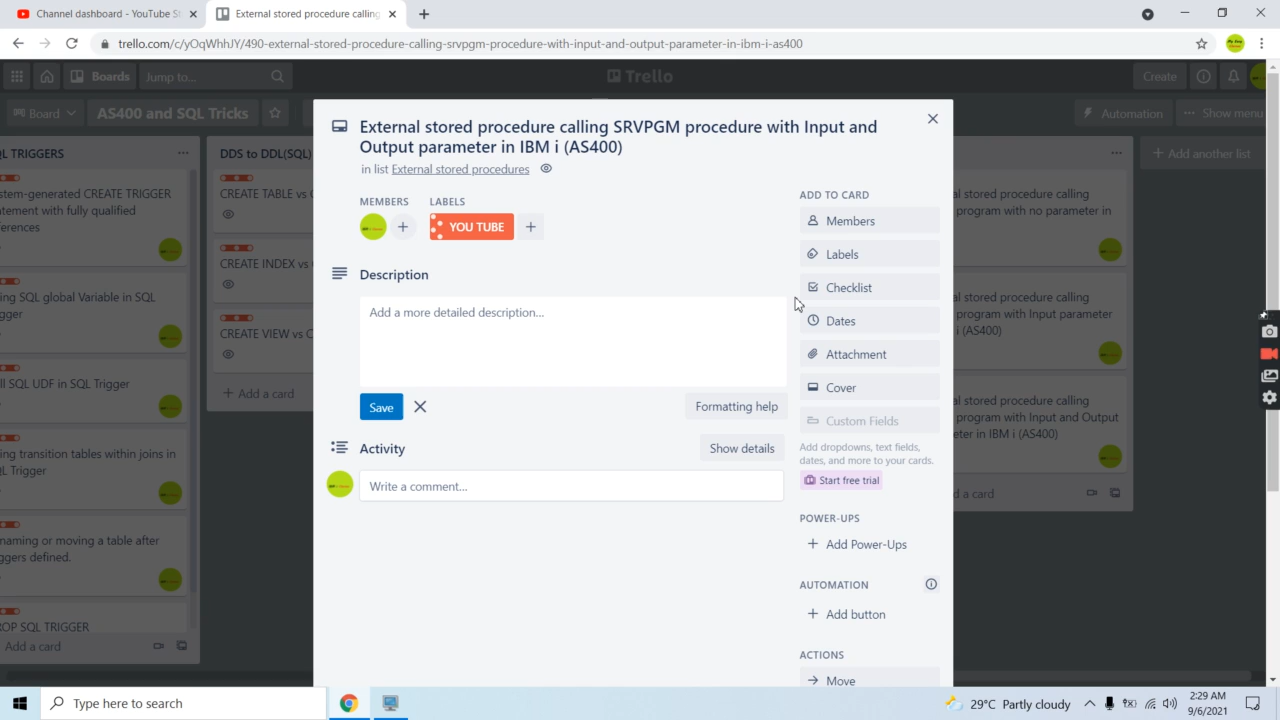 Channel dashboard - YouTube St
External stored procedure calling
trello.com/c/yOqWhhJY/490-external-stored-procedure-calling-srvpgm-procedure-with-input-and-output-parameter-in-ibm-i-as400
Boards
Jump to...
Trello
Create
Board
AS400 and SQL Tricks
Automation
Show menu
QL TRIGGERS
stem-generated CREATE TRIGGER
atement with fully qualified
erences
ing SQL global Variable in SQL
gger
ll SQL UDF in SQL Trigger
ing transition tables within the
QL Trigger
naming or moving a table after
ggers defined.
ROP SQL TRIGGER
Add a card
DDS to DDL(SQL)
CREATE TABLE vs C
CREATE INDEX vs
CREATE VIEW vs C
+ Add a card
External stored procedure calling SRVPGM procedure with Input and
Output parameter in IBM i (AS400)
in list External stored procedures
MEMBERS
LABELS
YOU TUBE
Description
Add a more detailed description...
Save
Formatting help
Activity
Show details
Write a comment...
ADD TO CARD
Members
Labels
Checklist
Dates
Attachment
Cover
Custom Fields
Add dropdowns, text fields,
dates, and more to your cards.
Start free trial
POWER-UPS
+ Add Power-Ups
AUTOMATION
+ Add button
ACTIONS
Move
+ Add another list
al stored procedure calling
program with no parameter in
al stored procedure calling
program with Input parameter
i (AS400)
al stored procedure calling
program with Input and Output
eter in IBM i (AS400)
d a card
Type here to search
29°C Partly cloudy
2:29 AM
9/6/2021